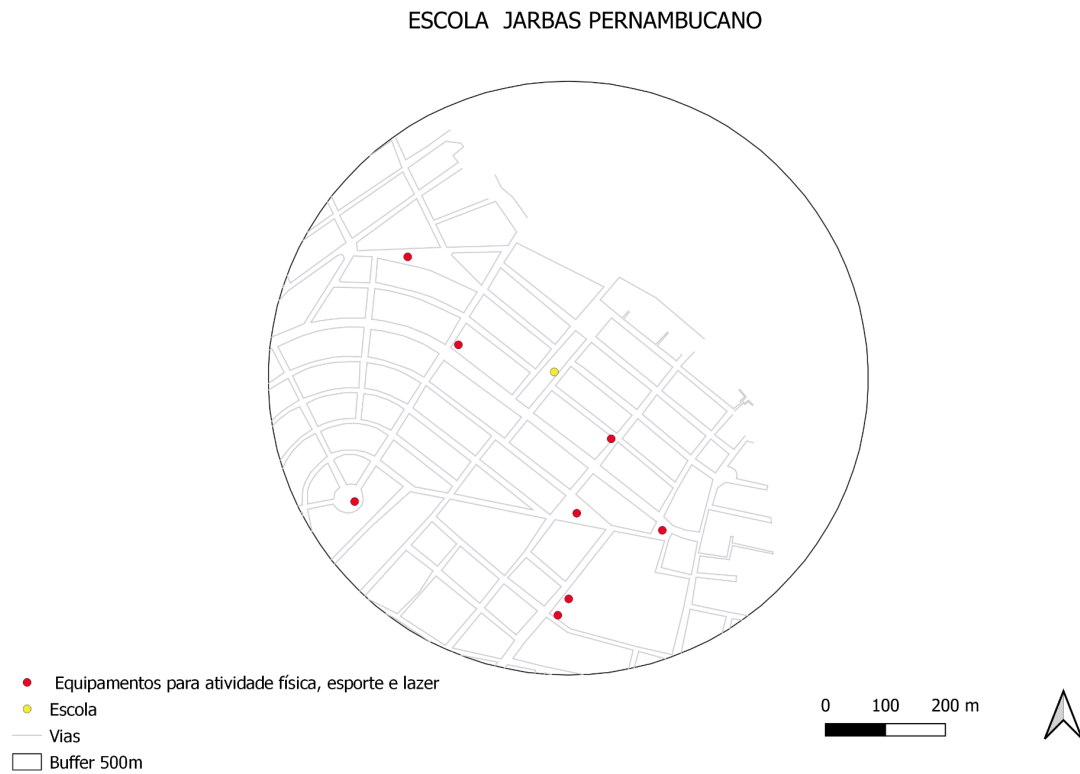 ESCOLA  JARBAS PERNAMBUCANO
Equipamentos para atividade física, esporte e lazer
Escola
Vias
Buffer 500m
0 100 200 m